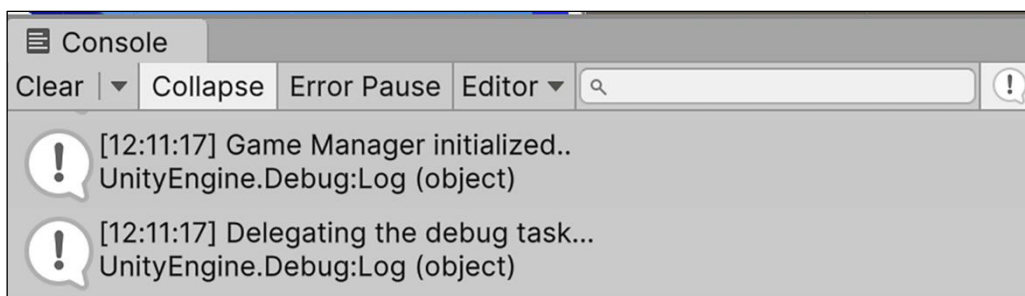 Console
Clear Collapse Error Pause Editor
[12:11:17] Game Manager initialized..
UnityEngine.Debug:Log (object)
[12:11:17] Delegating the debug task...
UnityEngine.Debug:Log (object)